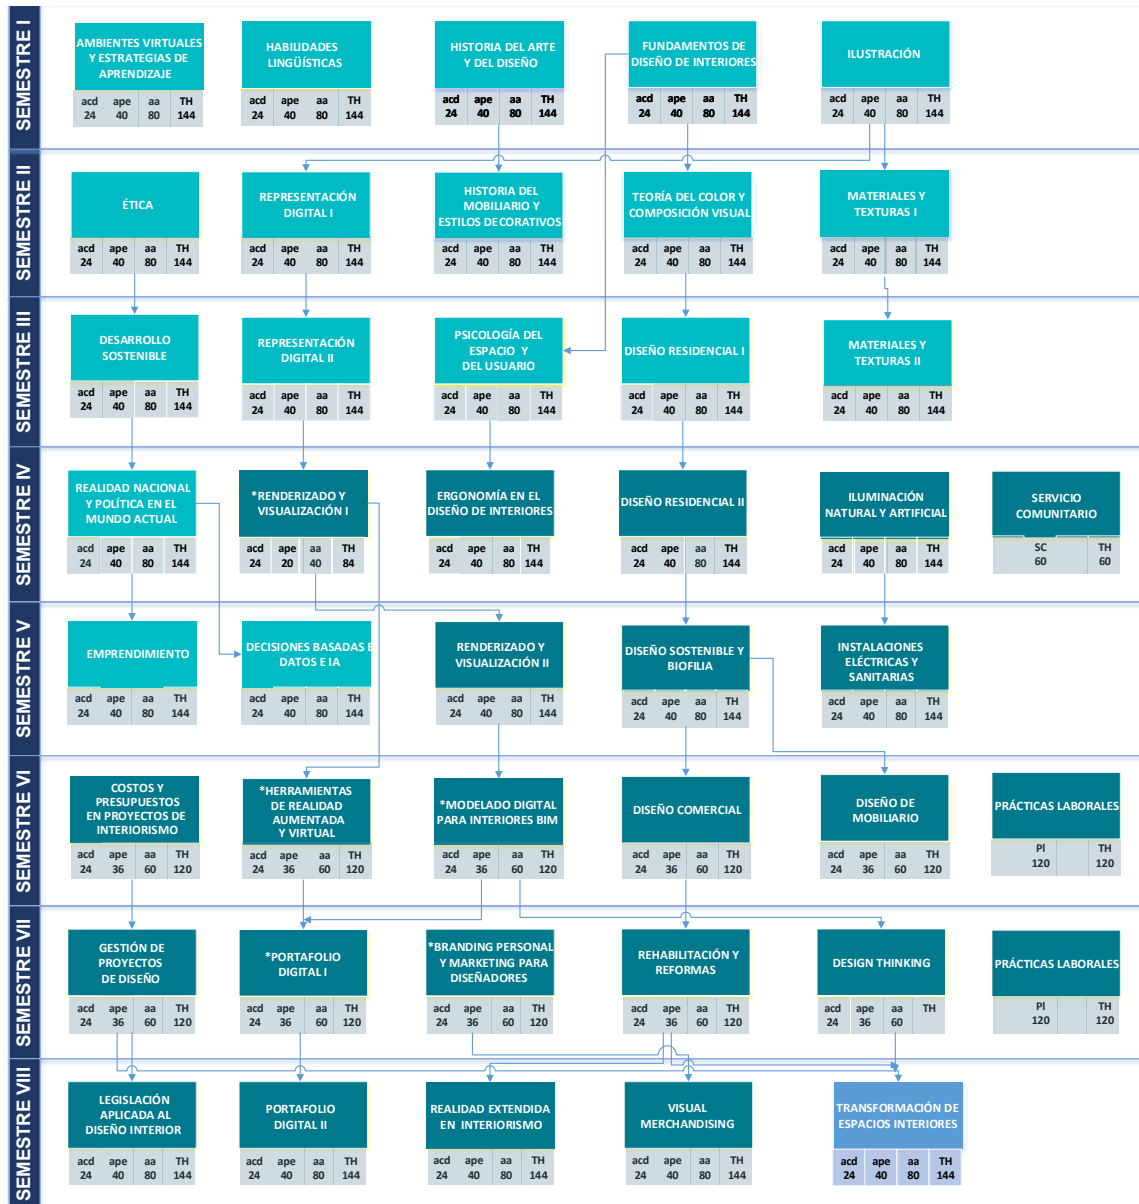 SEMESTRE I
AMBIENTES VIRTUALES
Y ESTRATEGIAS DE
APRENDIZAJE
acd ape aa TH
24 40 80 144
HABILIDADES
LINGÜÍSTICAS
acd ape aa TH
24 40 80 144
HISTORIA DEL ARTE
Y DEL DISEÑO
acd ape aa TH
24 40 80 144
FUNDAMENTOS DE
DISEÑO DE INTERIORES
acd ape aa TH
24 40 80 144
ILUSTRACIÓN
acd ape aa TH
24 40 80 144
SEMESTRE II
ÉTICA
acd ape aa TH
24 40 80 144
REPRESENTACIÓN
DIGITAL I
acd ape aa TH
24 40 80 144
HISTORIA DEL
MOBILIARIO Y
ESTILOS DECORATIVOS
acd ape aa TH
24 40 80 144
TEORÍA DEL COLOR Y
COMPOSICIÓN VISUAL
acd ape aa TH
24 40 80 144
MATERIALES Y
TEXTURAS I
acd ape aa TH
24 40 80 144
SEMESTRE III
DESARROLLO
SOSTENIBLE
acd ape aa TH
24 40 80 144
REPRESENTACIÓN
DIGITAL II
acd ape aa TH
24 40 80 144
PSICOLOGÍA DEL
ESPACIO Y
DEL USUARIO
acd ape aa TH
24 40 80 144
DISEÑO RESIDENCIAL I
acd ape aa TH
24 40 80 144
MATERIALES Y
TEXTURAS II
acd ape aa TH
24 40 80 144
SEMESTRE IV
REALIDAD NACIONAL
Y POLÍTICA EN EL
MUNDO ACTUAL
acd ape aa TH
24 40 80 144
*RENDERIZADO Y
VISUALIZACIÓN I
acd ape aa TH
24 20 40 84
ERGONOMÍA EN EL
DISEÑO DE INTERIORES
acd ape aa TH
24 40 80 144
DISEÑO RESIDENCIAL II
acd ape aa TH
24 40 80 144
ILUMINACIÓN
NATURAL Y ARTIFICIAL
acd ape aa TH
24 40 80 144
SERVICIO
COMUNITARIO
SC TH
60 60
SEMESTRE V
EMPRENDIMIENTO
acd ape aa TH
24 40 80 144
DECISIONES BASADAS E
DATOS E IA
acd ape aa TH
24 40 80 144
RENDERIZADO Y
VISUALIZACIÓN II
acd ape aa TH
24 40 80 144
DISEÑO SOSTENIBLE Y
BIOFILIA
acd ape aa TH
24 40 80 144
INSTALACIONES
ELÉCTRICAS Y
SANITARIAS
acd ape aa TH
24 40 80 144
SEMESTRE VI
COSTOS Y
PRESUPUESTOS
EN PROYECTOS DE
INTERIORISMO
acd ape aa TH
24 36 60 120
*HERRAMIENTAS
DE REALIDAD
AUMENTADA
Y VIRTUAL
acd ape aa TH
24 36 60 120
*MODELADO DIGITAL
PARA INTERIORES BIM
acd ape aa TH
24 36 60 120
DISEÑO COMERCIAL
acd ape aa TH
24 36 60 120
DISEÑO DE
MOBILIARIO
acd ape aa TH
24 36 60 120
PRÁCTICAS LABORALES
Pl TH
120 120
SEMESTRE VII
GESTIÓN DE
PROYECTOS
DE DISEÑO
acd ape aa TH
24 36 60 120
*PORTAFOLIO
DIGITAL I
acd ape aa TH
24 36 60 120
*BRANDING PERSONAL
Y MARKETING PARA
DISEÑADORES
acd ape aa TH
24 36 60 120
REHABILITACIÓN Y
REFORMAS
acd ape aa TH
24 36 60 120
DESIGN THINKING
acd ape aa TH
24 36 60
PRÁCTICAS LABORALES
Pl TH
120 120
SEMESTRE VIII
LEGISLACIÓN
APLICADA AL
DISEÑO INTERIOR
acd ape aa TH
24 40 80 144
PORTAFOLIO
DIGITAL II
acd ape aa TH
24 40 80 144
REALIDAD EXTENDIDA
EN INTERIORISMO
acd ape aa TH
24 40 80 144
VISUAL
MERCHANDISING
acd ape aa TH
24 40 80 144
TRANSFORMACIÓN DE
ESPACIOS INTERIORES
acd ape aa TH
24 40 80 144